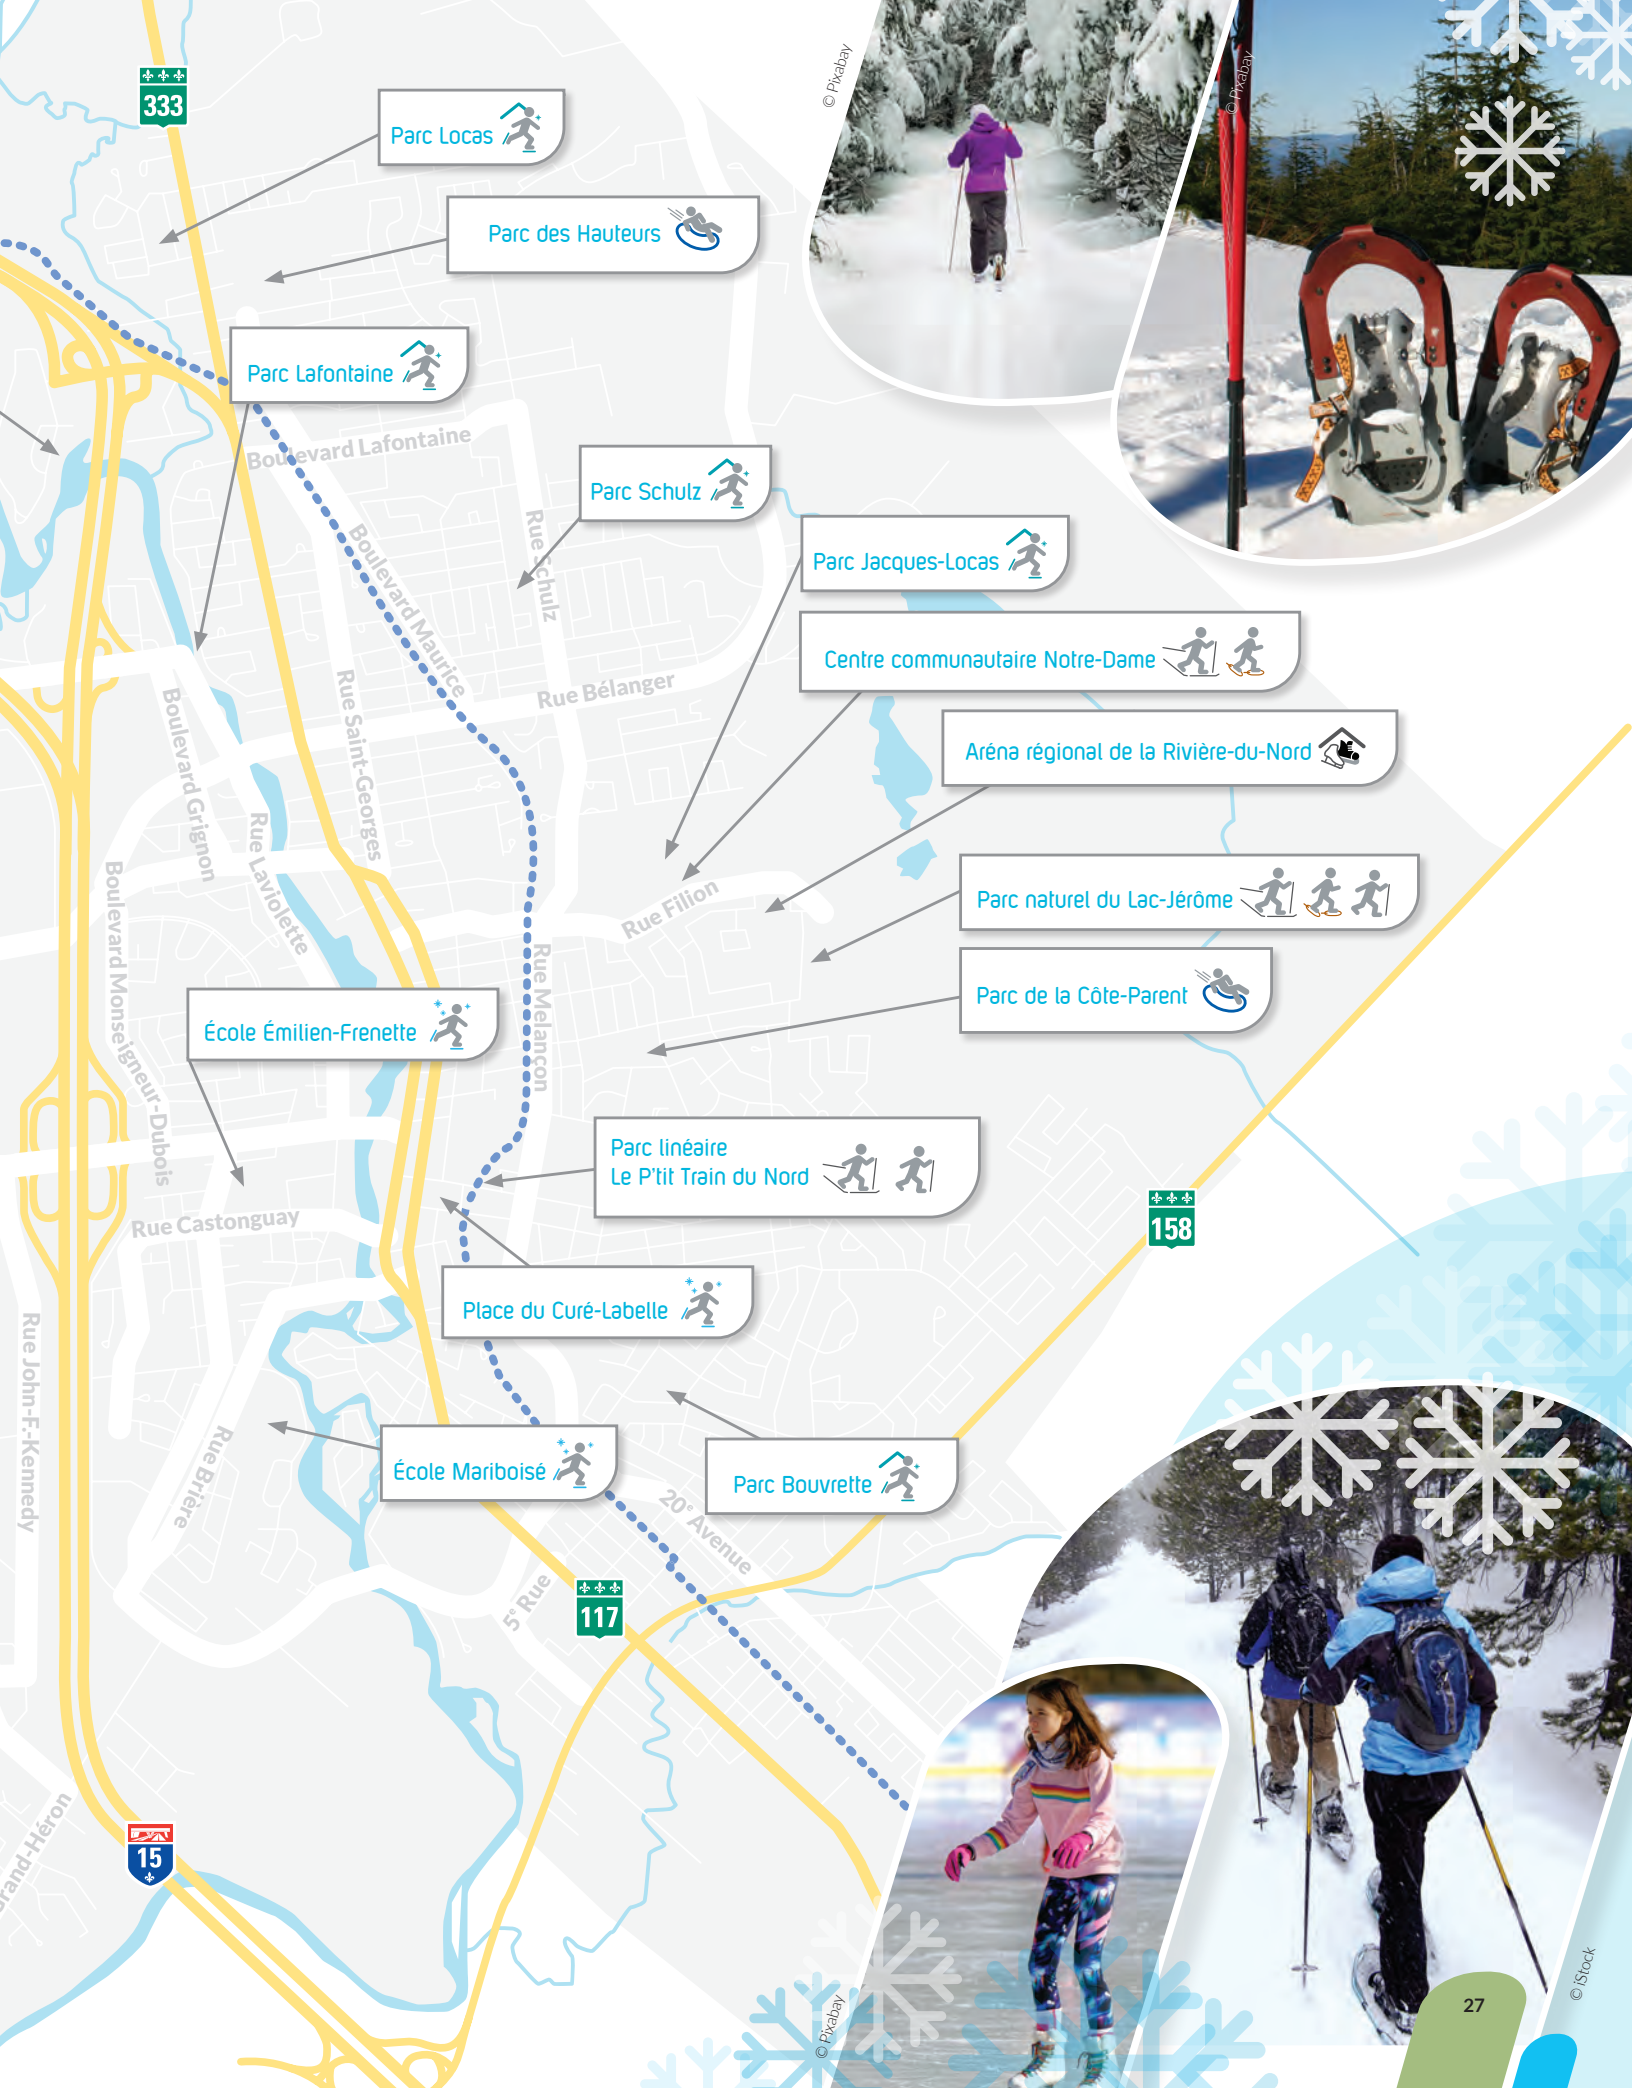 © Pixabay
© Pixabay
333
Parc Locas
Parc des Hauteurs
Parc Lafontaine
Boulevard Lafontaine
Parc Schulz
Rue Schulz
Boulevard Maurice
Parc Jacques-Locas
Centre communautaire Notre-Dame
Rue Bélanger
Rue Saint-Georges
Boulevard Grignon
Aréna régional de la Rivière-du-Nord
Rue Laviolette
Boulevard Monseigneur-Dubois
Rue Filion
Parc naturel du Lac-Jérôme
Rue Melançon
Parc de la Côte-Parent
École Émilien-Frenette
Parc linéaire
Le P'tit Train du Nord
Rue Castonguay
158
Place du Curé-Labelle
Rue John-F.-Kennedy
Rue Brière
École Mariboisé
Parc Bouvrette
20e Avenue
5e Rue
117
15
rand-Héron
© Pixabay
© iStock
27